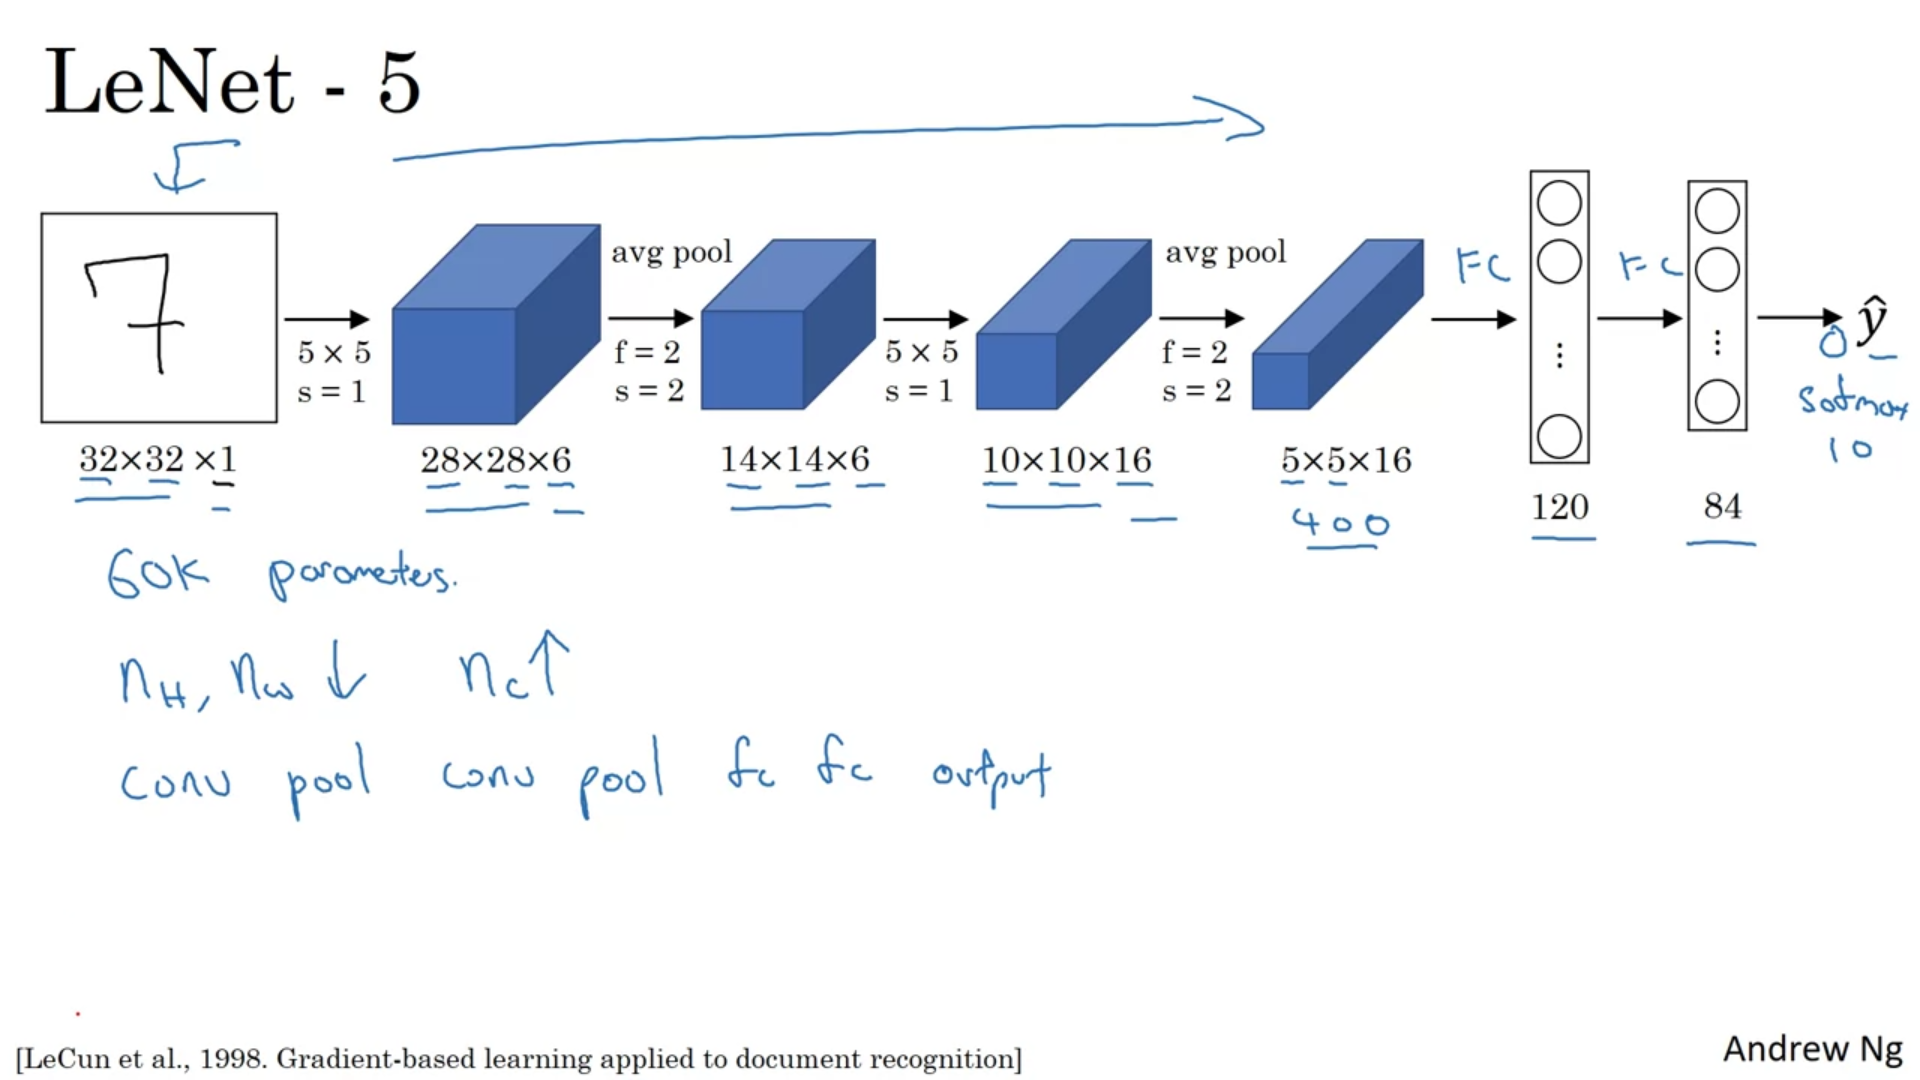 LeNet - 5
7
avg pool
avg pool
FC
FC
5 × 5
s = 1
f = 2
s = 2
5 × 5
s = 1
f = 2
s = 2
ŷ
softmax
10
32×32 ×1
28×28×6
14×14×6
10×10×16
5×5×16
400
120
84
60K parameters.
nH, nW ↓ nC ↑
conv pool conv pool fc fc output
[LeCun et al., 1998. Gradient-based learning applied to document recognition]
Andrew Ng